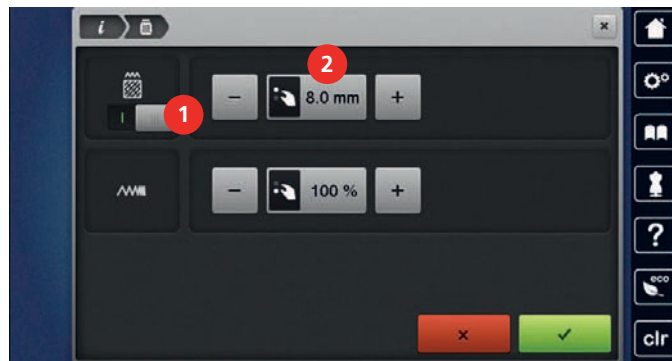 i
×
2
− 8.0 mm +
1
− 100 % +
×
?
eco
clr